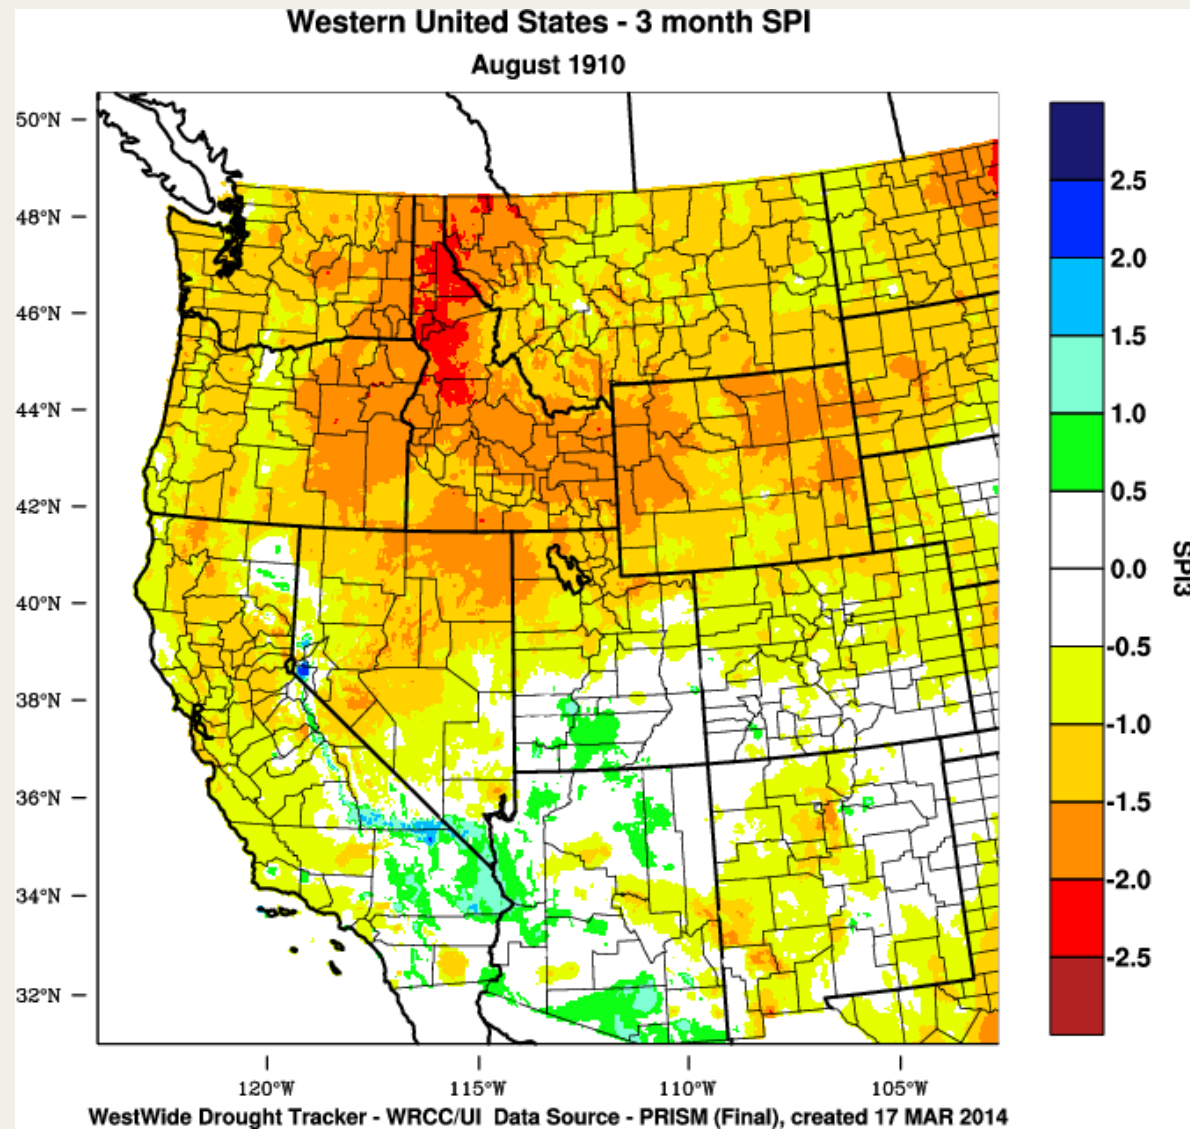 Western United States - 3 month SPI
August 1910
50°N
48°N
46°N
44°N
42°N
40°N
38°N
36°N
34°N
32°N
120°W
115°W
110°W
105°W
2.5
2.0
1.5
1.0
0.5
0.0
-0.5
-1.0
-1.5
-2.0
-2.5
SPI3
WestWide Drought Tracker - WRCC/UI Data Source - PRISM (Final), created 17 MAR 2014